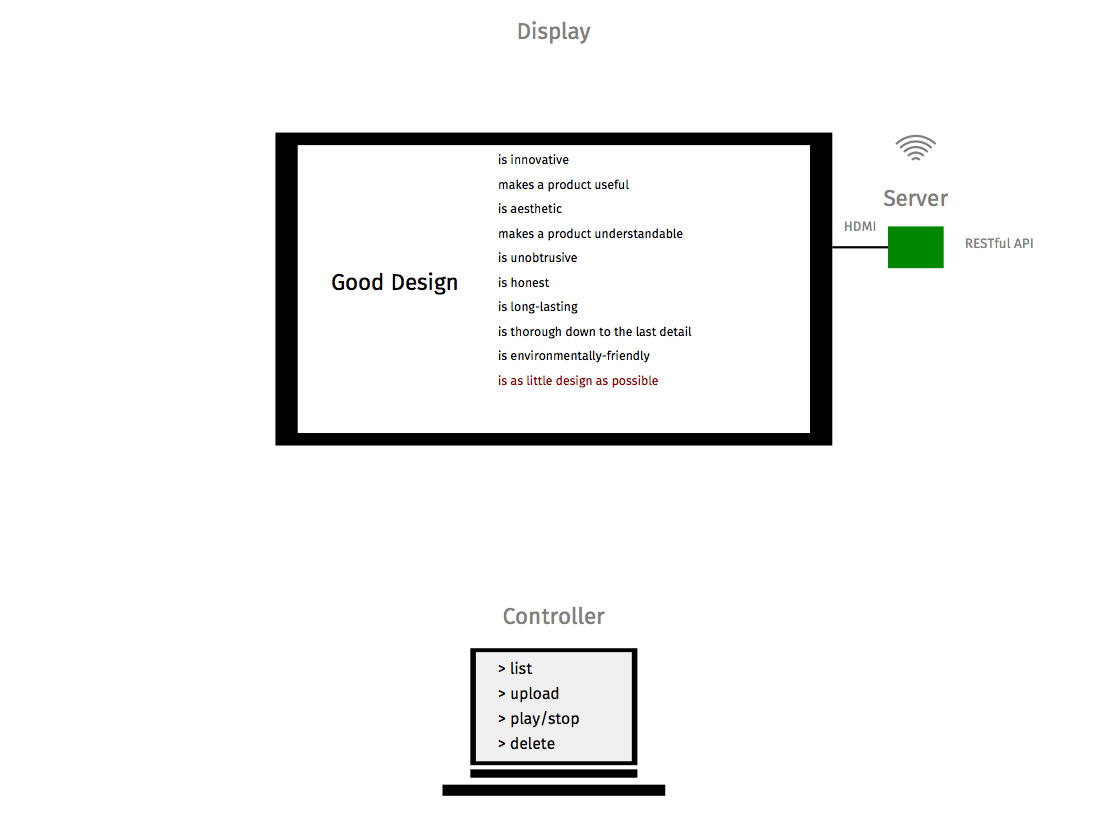 Display
is innovative
makes a product useful
is aesthetic
makes a product understandable
is unobtrusive
Good Design
is honest
is long-lasting
is thorough down to the last detail
is environmentally-friendly
is as little design as possible
Server
HDMI
RESTful API
Controller
> list
> upload
> play/stop
> delete